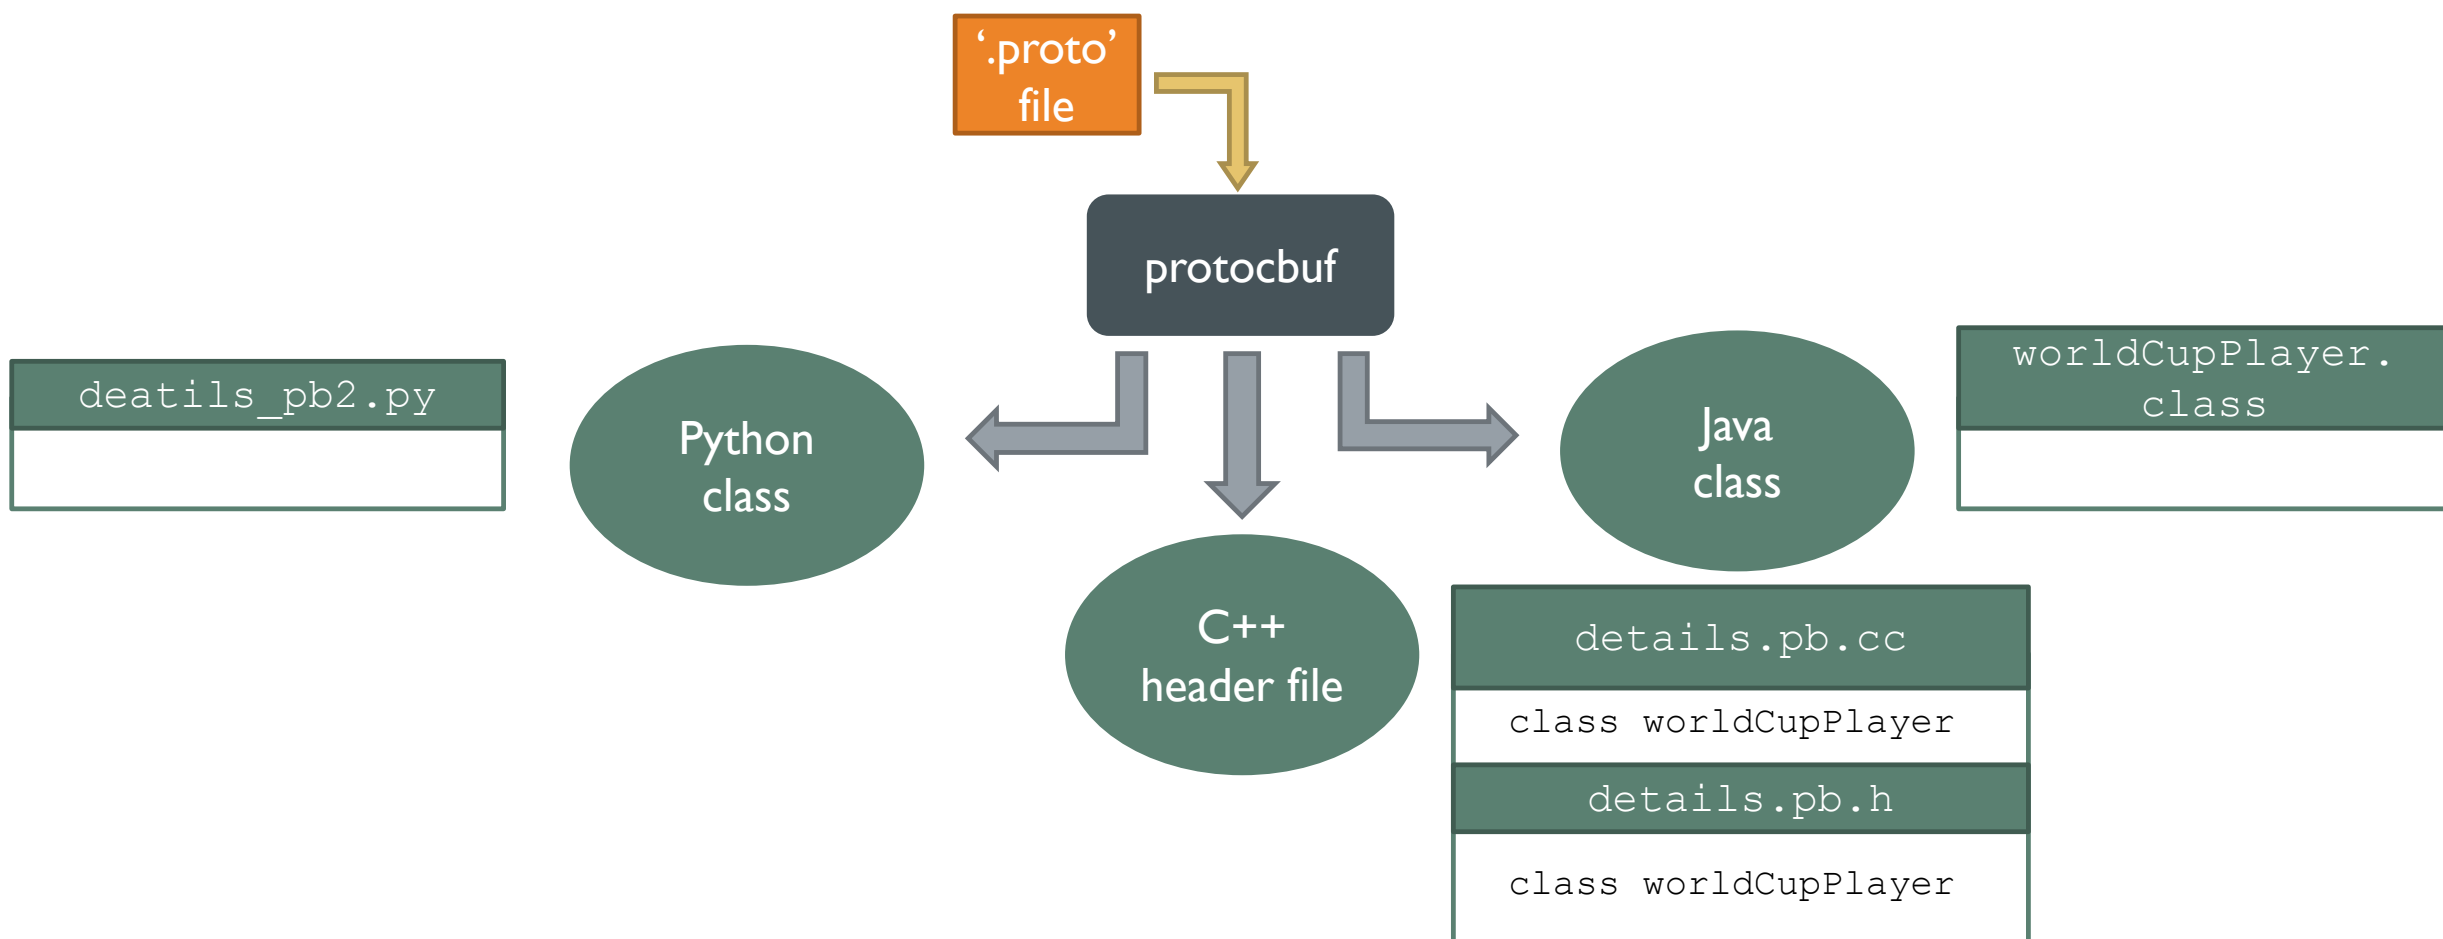 ‘.proto’
file
protocbuf
deatils_pb2.py
Python
class
Java
class
worldCupPlayer.
class
C++
header file
details.pb.cc
class worldCupPlayer
details.pb.h
class worldCupPlayer